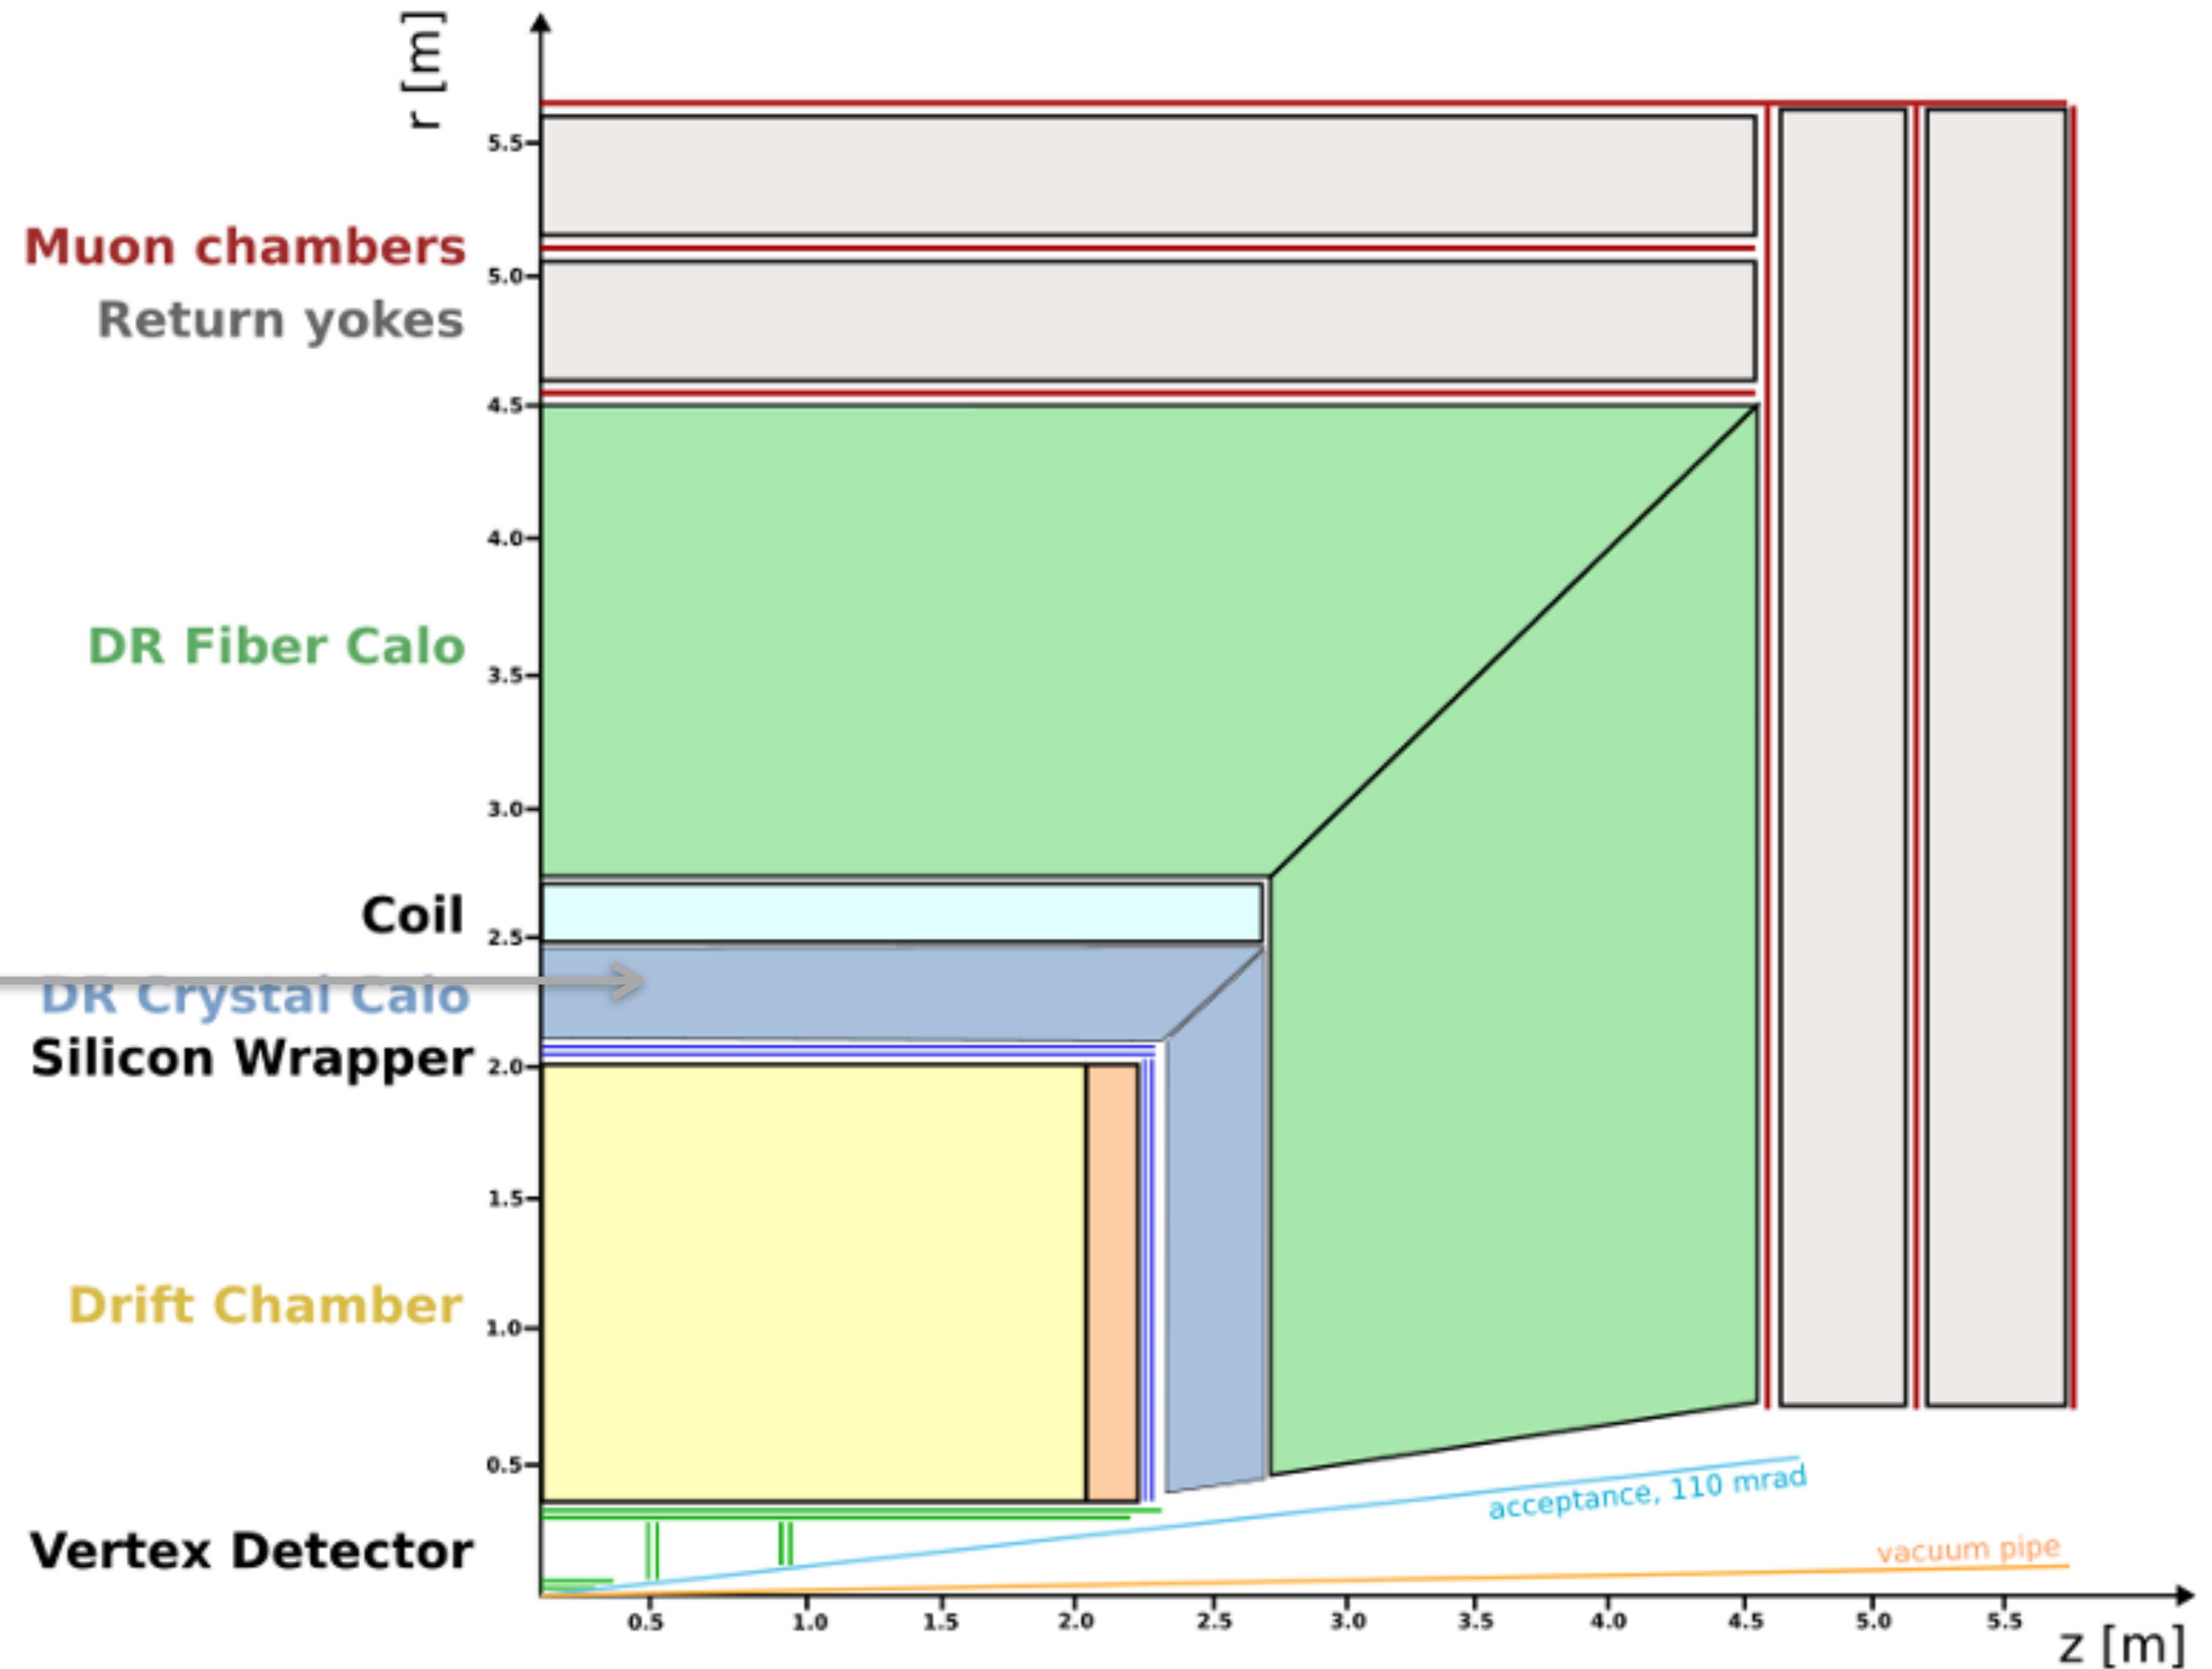 r [m]
5.5
Muon chambers
5.0
Return yokes
4.5
4.0
DR Fiber Calo
3.5
3.0
Coil
2.5
DR Crystal Calo
Silicon Wrapper
2.0
1.5
Drift Chamber
1.0
0.5
acceptance, 110 mrad
Vertex Detector
vacuum pipe
0.5 1.0 1.5 2.0 2.5 3.0 3.5 4.0 4.5 5.0 5.5
z [m]